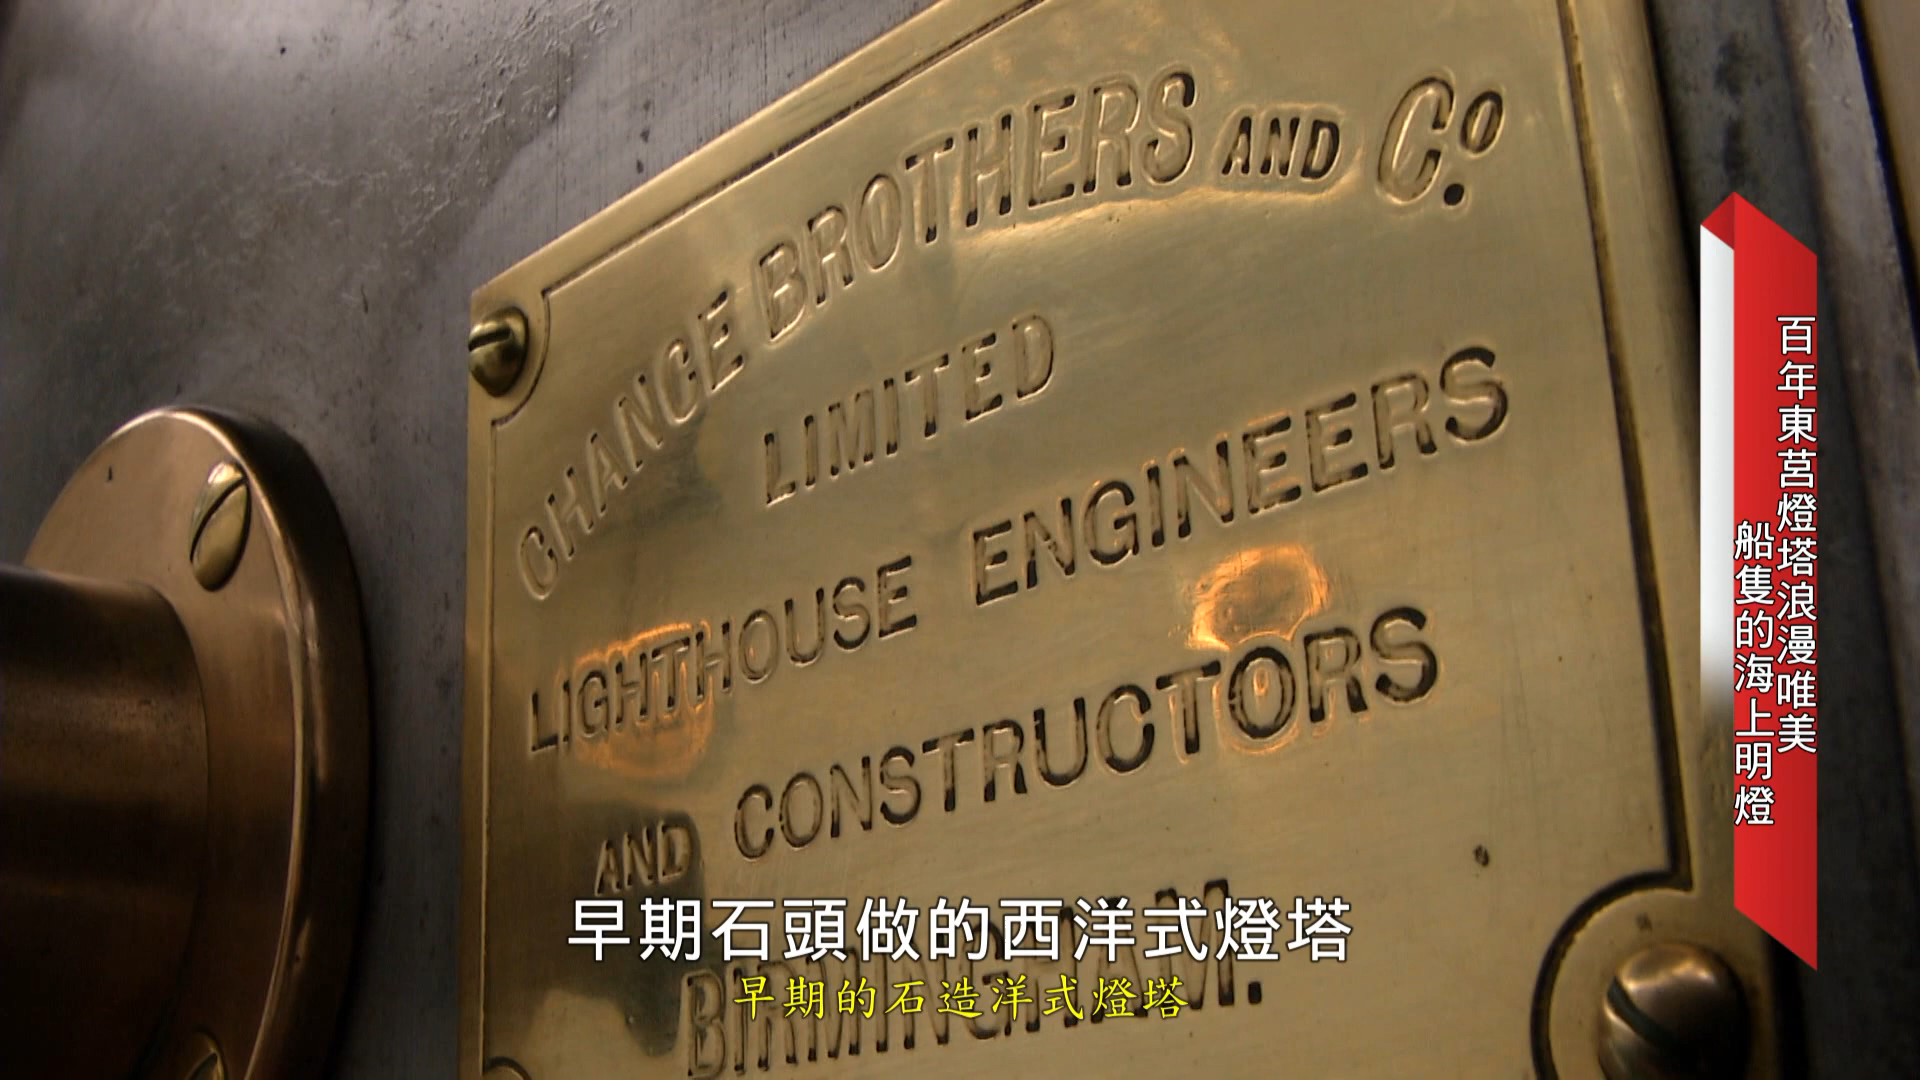 CHANCE BROTHERS AND Cº.
LIMITED
LIGHTHOUSE ENGINEERS
AND CONSTRUCTORS
BIRMINGHAM.
百年東莒燈塔浪漫唯美
船隻的海上明燈
早期石頭做的西洋式燈塔
早期的石造洋式燈塔